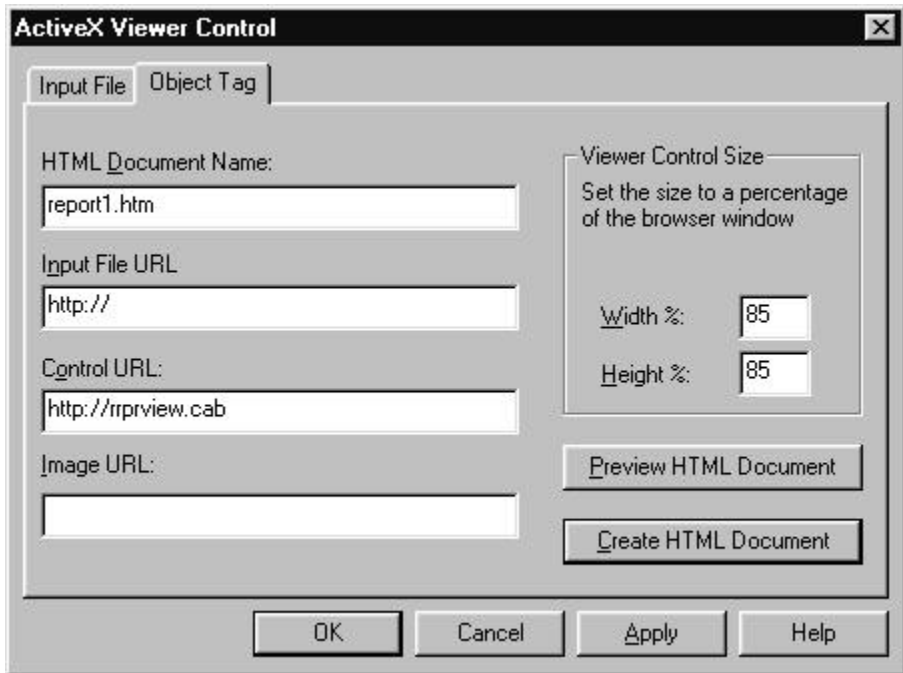 ActiveX Viewer Control
Input File
Object Tag
HTML Document Name:
report1.htm
Input File URL
http://
Control URL:
http://rrprview.cab
Image URL:
Viewer Control Size
Set the size to a percentage
of the browser window
Width %:
85
Height %:
85
Preview HTML Document
Create HTML Document
OK
Cancel
Apply
Help